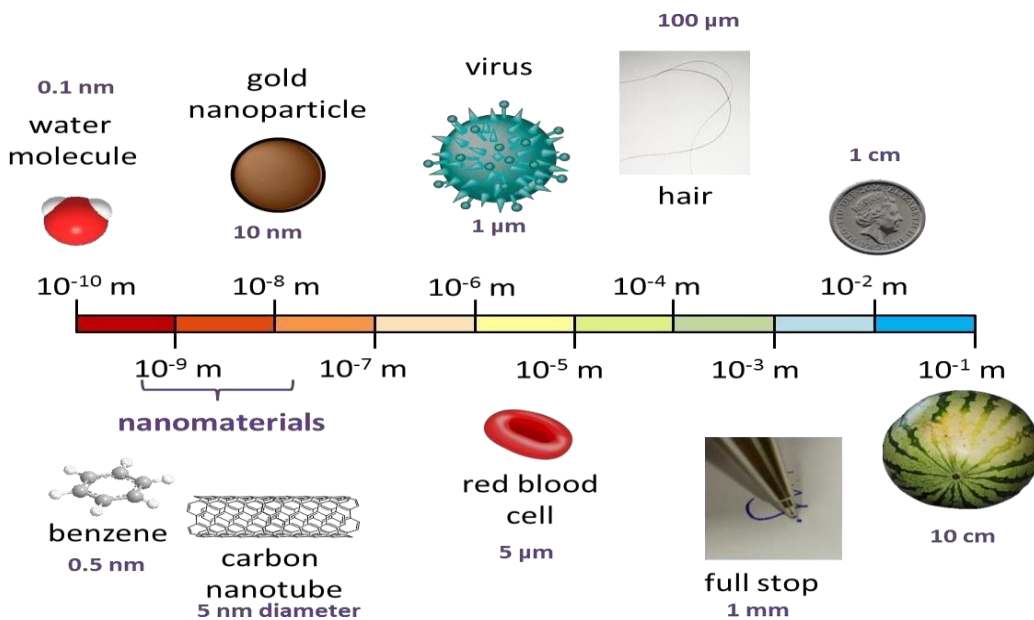 100 µm
virus
gold
nanoparticle
0.1 nm
water
molecule
1 cm
hair
10 nm
1 µm
10⁻¹⁰ m
10⁻⁸ m
10⁻⁶ m
10⁻⁴ m
10⁻² m
10⁻⁹ m
10⁻⁷ m
10⁻⁵ m
10⁻³ m
10⁻¹ m
nanomaterials
benzene
0.5 nm
carbon
nanotube
5 nm diameter
red blood
cell
5 µm
full stop
1 mm
10 cm